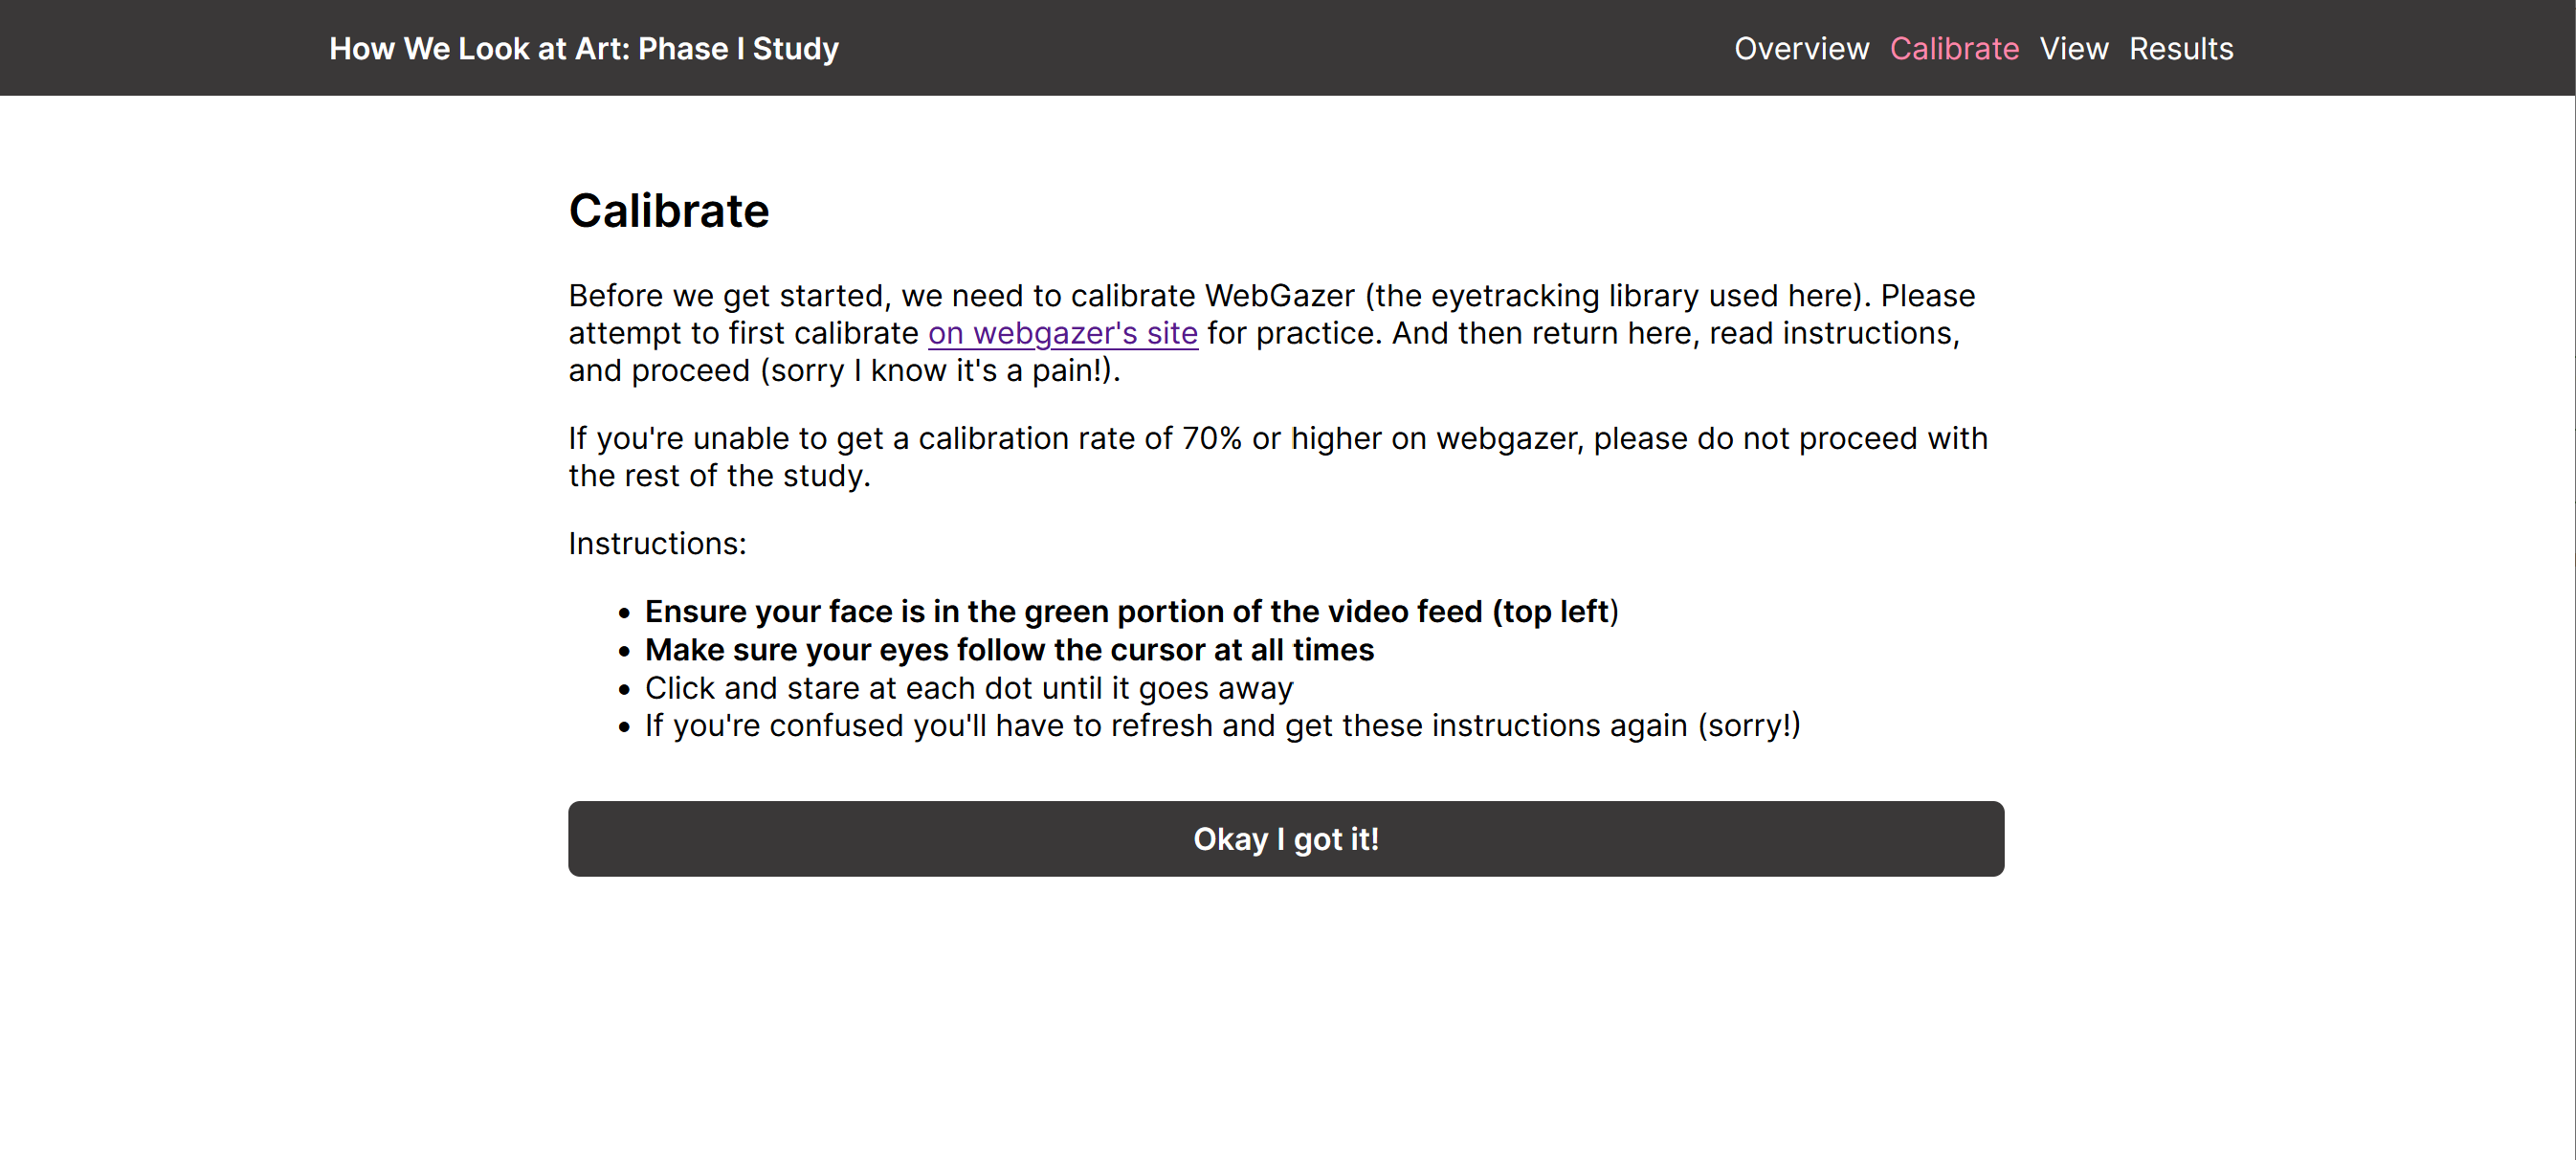 How We Look at Art: Phase I Study
Overview Calibrate View Results
Calibrate
Before we get started, we need to calibrate WebGazer (the eyetracking library used here). Please
attempt to first calibrate on webgazer's site for practice. And then return here, read instructions,
and proceed (sorry I know it's a pain!).
If you're unable to get a calibration rate of 70% or higher on webgazer, please do not proceed with
the rest of the study.
Instructions:
• Ensure your face is in the green portion of the video feed (top left)
• Make sure your eyes follow the cursor at all times
• Click and stare at each dot until it goes away
• If you're confused you'll have to refresh and get these instructions again (sorry!)
Okay I got it!